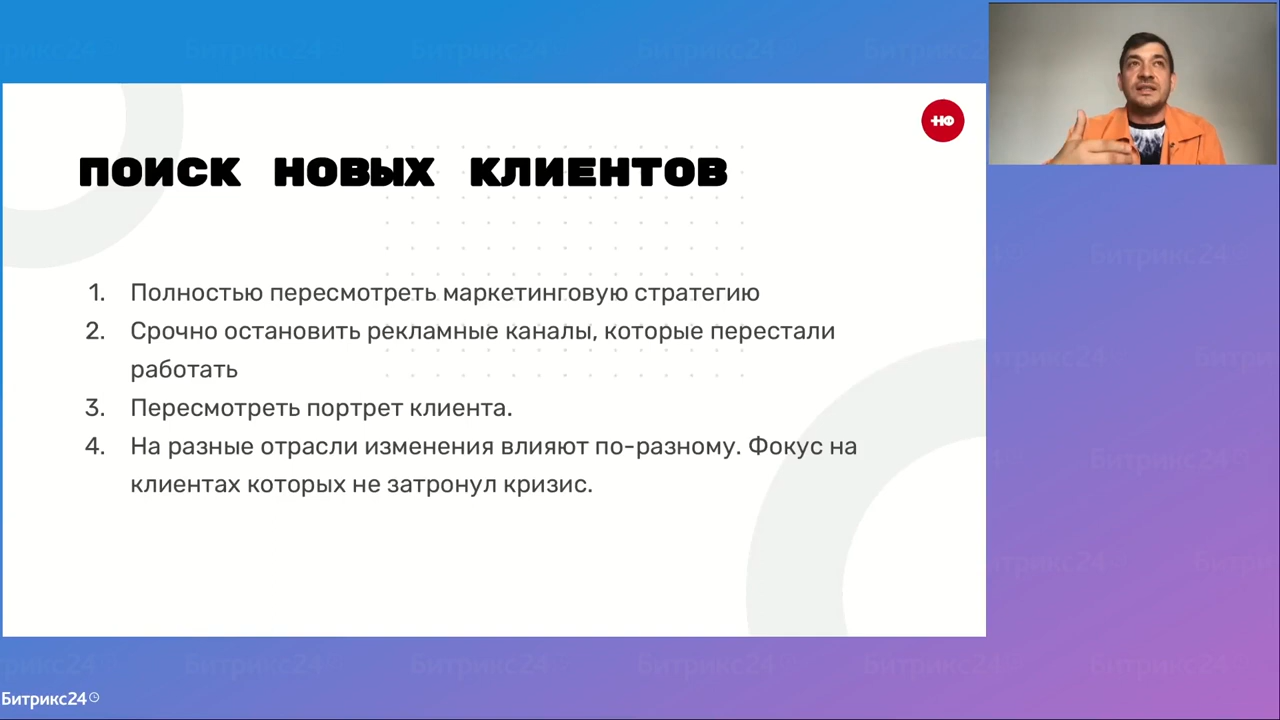 -НФ
ПОИСК НОВЫХ КЛИЕНТОВ
1. Полностью пересмотреть маркетинговую стратегию
2. Срочно остановить рекламные каналы, которые перестали
работать
3. Пересмотреть портрет клиента.
4. На разные отрасли изменения влияют по-разному. Фокус на
клиентах которых не затронул кризис.
Битрикс24